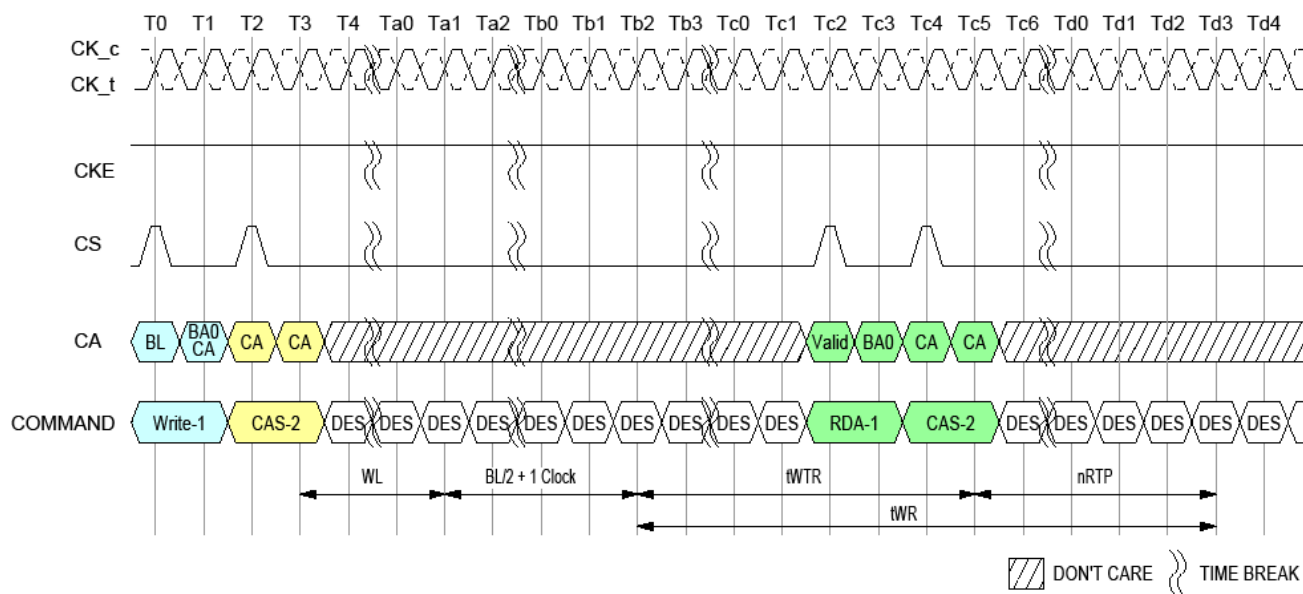 T0 T1 T2 T3 T4 Ta0 Ta1 Ta2 Tb0 Tb1 Tb2 Tb3 Tc0 Tc1 Tc2 Tc3 Tc4 Tc5 Tc6 Td0 Td1 Td2 Td3 Td4
CK_c
CK_t
CKE
CS
CA BL BA0 CA CA CA Valid BA0 CA CA
COMMAND Write-1 CAS-2 DES DES DES DES DES DES DES DES DES DES RDA-1 CAS-2 DES DES DES DES DES DES
WL BL/2 + 1 Clock tWTR nRTP
tWR
DON'T CARE TIME BREAK